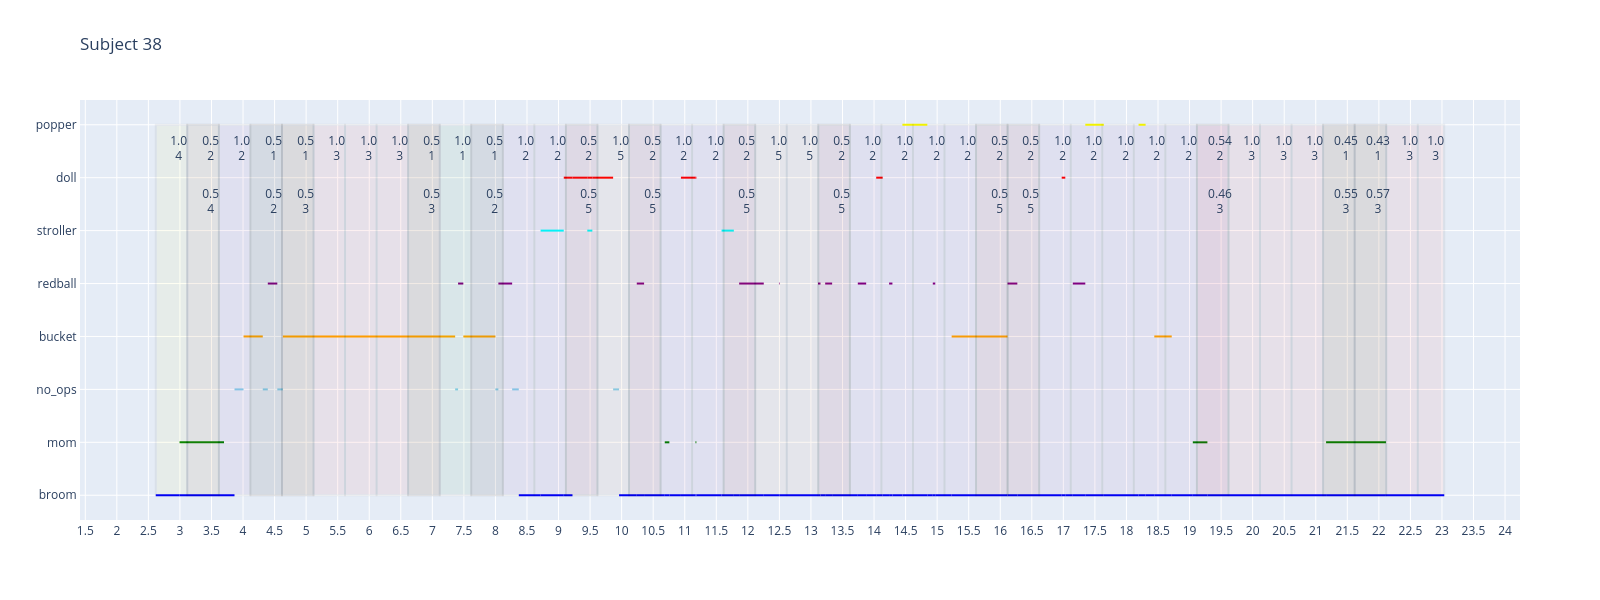 Subject 38
popper
1.0 0.5 1.0 0.5 0.5 1.0 1.0 1.0 0.5 1.0 0.5 1.0 1.0 0.5 1.0 0.5 1.0 1.0 0.5 1.0 1.0 0.5 1.0 1.0 1.0 1.0 0.5 0.5 1.0 1.0 1.0 1.0 1.0 0.54 1.0 1.0 1.0 0.45 0.43 1.0 1.0
4 2 2 1 1 3 3 3 1 1 1 2 2 2 5 2 2 2 2 5 5 2 2 2 2 2 2 2 2 2 2 2 2 2 3 3 3 1 1 3 3
doll
0.5 0.5 0.5 0.5 0.5 0.5 0.5 0.5 0.5 0.5 0.5 0.46 0.55 0.57
4 2 3 3 2 5 5 5 5 5 5 3 3 3
stroller
redball
bucket
no_ops
mom
broom
1.5 2 2.5 3 3.5 4 4.5 5 5.5 6 6.5 7 7.5 8 8.5 9 9.5 10 10.5 11 11.5 12 12.5 13 13.5 14 14.5 15 15.5 16 16.5 17 17.5 18 18.5 19 19.5 20 20.5 21 21.5 22 22.5 23 23.5 24